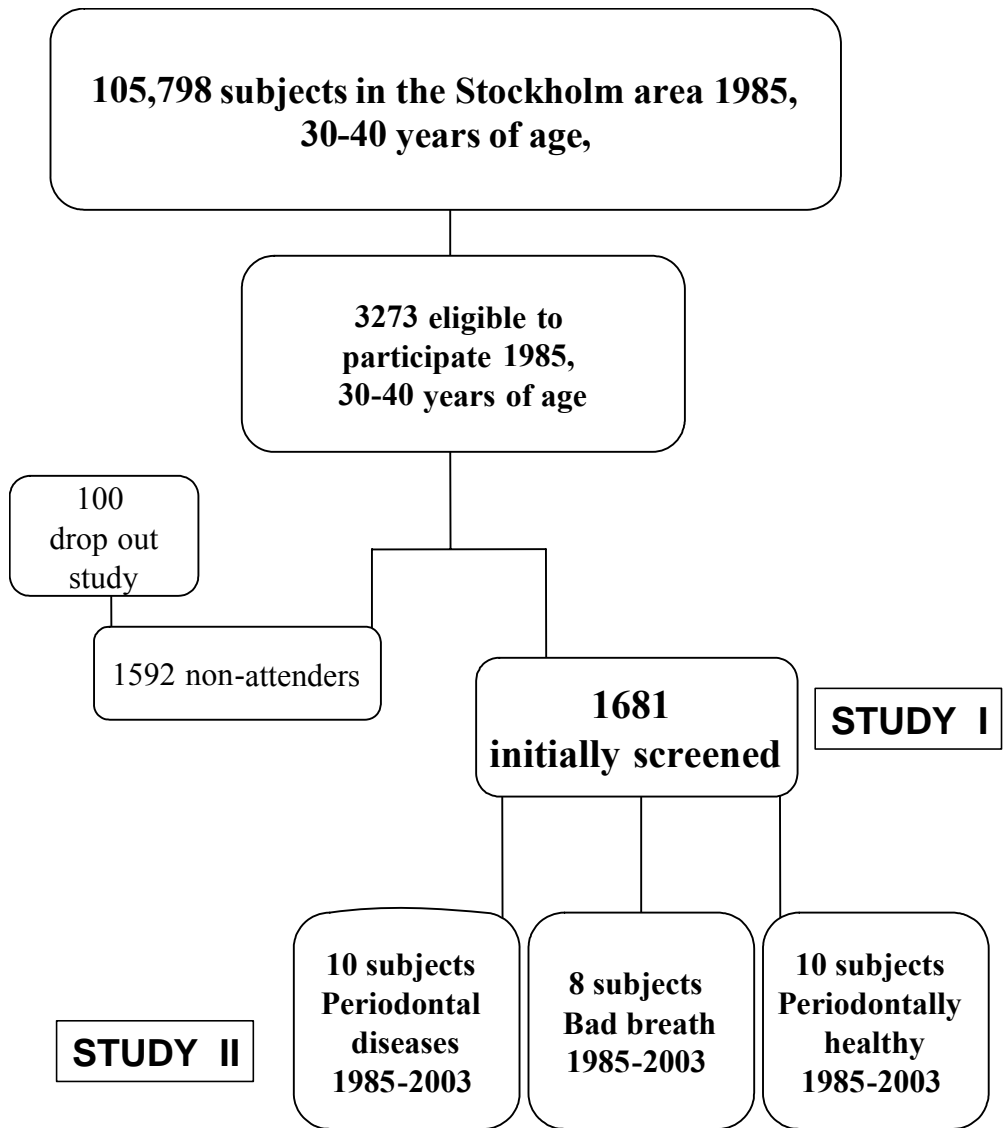 105,798 subjects in the Stockholm area 1985,
30-40 years of age,
3273 eligible to
participate 1985,
30-40 years of age
100
drop out
study
1592 non-attenders
1681
initially screened
STUDY I
10 subjects
Periodontal
diseases
1985-2003
8 subjects
Bad breath
1985-2003
10 subjects
Periodontally
healthy
1985-2003
STUDY II